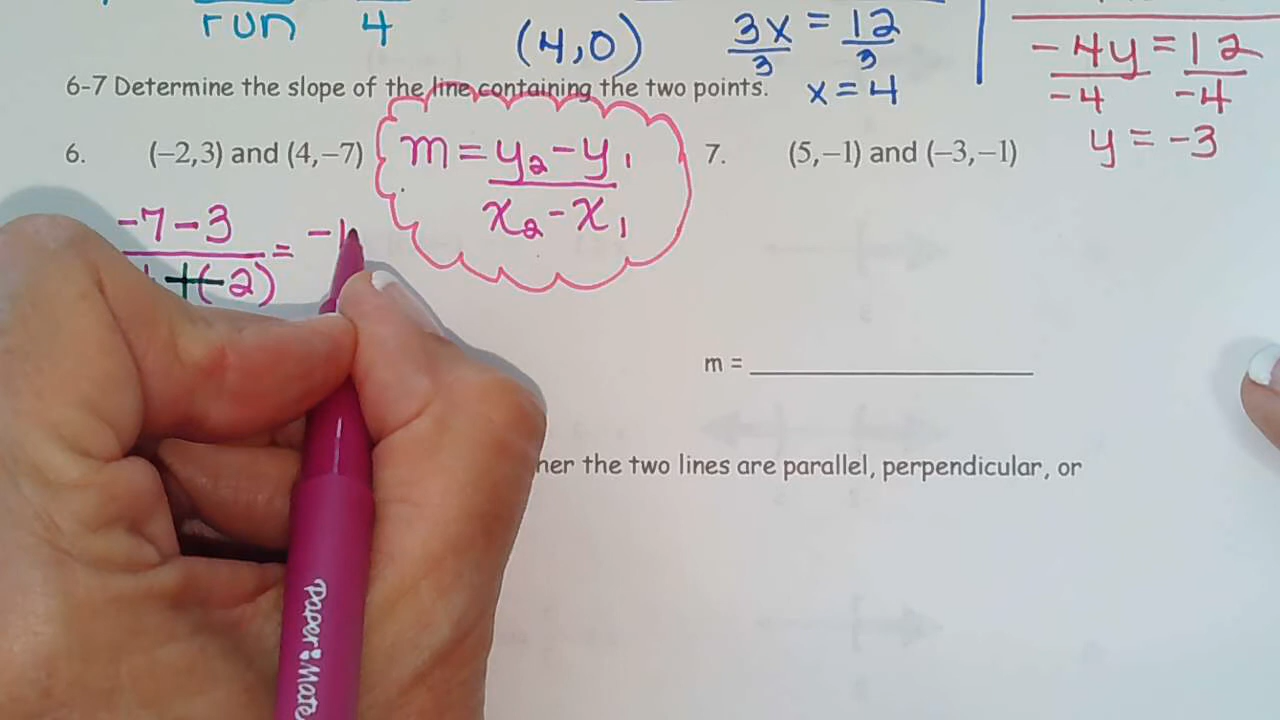 run 4 (4,0) 3x = 12
3 3
x = 4
-4y = 12
-4 -4
y = -3
6-7 Determine the slope of the line containing the two points.
6. (−2,3) and (4,−7)
m = y₂ - y₁
x₂ - x₁
7. (5,−1) and (−3,−1)
-7 - 3 = -1
+(-2)
m =
her the two lines are parallel, perpendicular, or
Paper:Mate